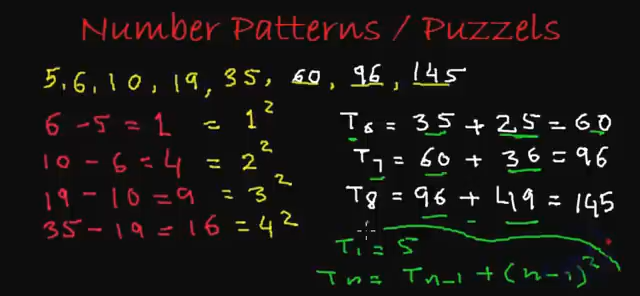 Number Patterns / Puzzels
5, 6, 10, 19, 35, 60, 96, 145
6 - 5 = 1 = 1²
10 - 6 = 4 = 2²
19 - 10 = 9 = 3²
35 - 19 = 16 = 4²
T₆ = 35 + 25 = 60
T₇ = 60 + 36 = 96
T₈ = 96 + 49 = 145
T₁ = 5
Tₙ = Tₙ₋₁ + (n-1)²